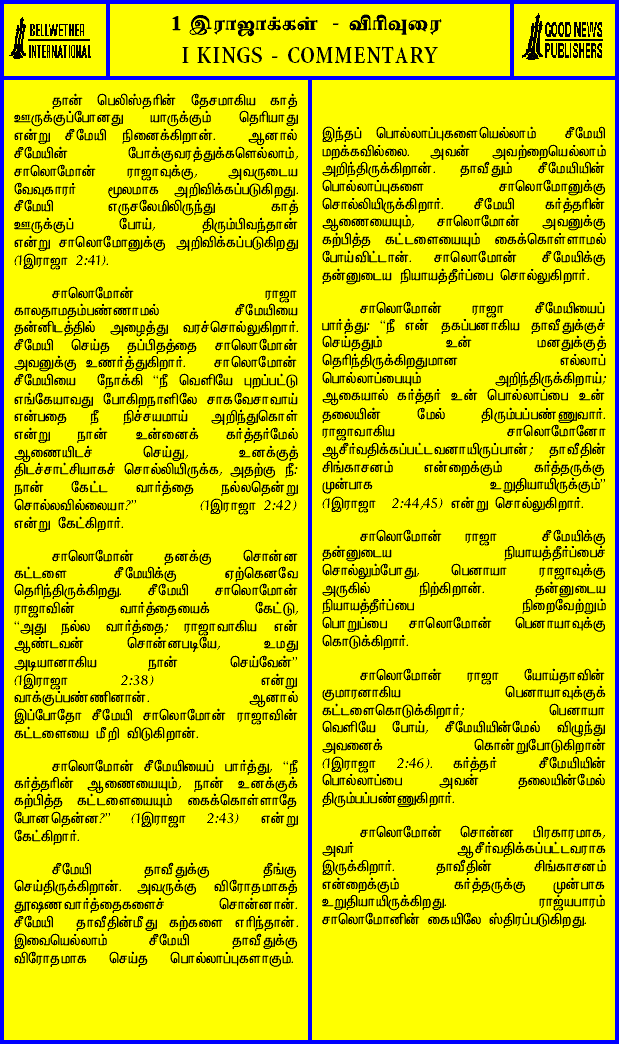 BELLWETHER
INTERNATIONAL
1 இராஜாக்கள் - விரிவுரை
I KINGS - COMMENTARY
GOOD NEWS
PUBLISHERS
தான் பெலிஸ்தரின் தேசமாகிய காத்
ஊருக்குப்போனது யாருக்கும் தெரியாது
என்று சீமேயி நினைக்கிறான். ஆனால்
சீமேயின் போக்குவரத்துக்களெல்லாம்,
சாலொமோன் ராஜாவுக்கு, அவருடைய
வேவுகாரர் மூலமாக அறிவிக்கப்படுகிறது.
சீமேயி எருசலேமிலிருந்து காத்
ஊருக்குப் போய், திரும்பிவந்தான்
என்று சாலொமோனுக்கு அறிவிக்கப்படுகிறது
(1இராஜா 2:41).
சாலொமோன் ராஜா
காலதாமதம்பண்ணாமல் சீமேயியை
தன்னிடத்தில் அழைத்து வரச்சொல்லுகிறார்.
சீமேயி செய்த தப்பிதத்தை சாலொமோன்
அவனுக்கு உணர்த்துகிறார். சாலொமோன்
சீமேயியை நோக்கி "நீ வெளியே புறப்பட்டு
எங்கேயாவது போகிறநாளிலே சாகவேசாவாய்
என்பதை நீ நிச்சயமாய் அறிந்துகொள்
என்று நான் உன்னைக் கர்த்தர்மேல்
ஆணையிடச் செய்து, உனக்குத்
திடச்சாட்சியாகச் சொல்லியிருக்க, அதற்கு நீ:
நான் கேட்ட வார்த்தை நல்லதென்று
சொல்லவில்லையா?" (1இராஜா 2:42)
என்று கேட்கிறார்.
சாலொமோன் தனக்கு சொன்ன
கட்டளை சீமேயிக்கு ஏற்கெனவே
தெரிந்திருக்கிறது. சீமேயி சாலொமோன்
ராஜாவின் வார்த்தையைக் கேட்டு,
"அது நல்ல வார்த்தை; ராஜாவாகிய என்
ஆண்டவன் சொன்னபடியே, உமது
அடியானாகிய நான் செய்வேன்"
(1இராஜா 2:38) என்று
வாக்குப்பண்ணினான். ஆனால்
இப்போதோ சீமேயி சாலொமோன் ராஜாவின்
கட்டளையை மீறி விடுகிறான்.
சாலொமோன் சீமேயியைப் பார்த்து, "நீ
கர்த்தரின் ஆணையையும், நான் உனக்குக்
கற்பித்த கட்டளையையும் கைக்கொள்ளாதே
போனதென்ன?" (1இராஜா 2:43) என்று
கேட்கிறார்.
சீமேயி தாவீதுக்கு தீங்கு
செய்திருக்கிறான். அவருக்கு விரோதமாகத்
தூஷணவார்த்தைகளைச் சொன்னான்.
சீமேயி தாவீதின்மீது கற்களை எரிந்தான்.
இவையெல்லாம் சீமேயி தாவீதுக்கு
விரோதமாக செய்த பொல்லாப்புகளாகும்.
இந்தப் பொல்லாப்புகளையெல்லாம் சீமேயி
மறக்கவில்லை. அவன் அவற்றையெல்லாம்
அறிந்திருக்கிறான். தாவீதும் சீமேயியின்
பொல்லாப்புகளை சாலொமோனுக்கு
சொல்லியிருக்கிறார். சீமேயி கர்த்தரின்
ஆணையையும், சாலொமோன் அவனுக்கு
கற்பித்த கட்டளையையும் கைக்கொள்ளாமல்
போய்விட்டான். சாலொமோன் சீமேயிக்கு
தன்னுடைய நியாயத்தீர்ப்பை சொல்லுகிறார்.
சாலொமோன் ராஜா சீமேயியைப்
பார்த்து: "நீ என் தகப்பனாகிய தாவீதுக்குச்
செய்ததும் உன் மனதுக்குத்
தெரிந்திருக்கிறதுமான எல்லாப்
பொல்லாப்பையும் அறிந்திருக்கிறாய்;
ஆகையால் கர்த்தர் உன் பொல்லாப்பை உன்
தலையின் மேல் திரும்பப்பண்ணுவார்.
ராஜாவாகிய சாலொமோனோ
ஆசீர்வதிக்கப்பட்டவனாயிருப்பான்; தாவீதின்
சிங்காசனம் என்றைக்கும் கர்த்தருக்கு
முன்பாக உறுதியாயிருக்கும்"
(1இராஜா 2:44,45) என்று சொல்லுகிறார்.
சாலொமோன் ராஜா சீமேயிக்கு
தன்னுடைய நியாயத்தீர்ப்பைச்
சொல்லும்போது, பெனாயா ராஜாவுக்கு
அருகில் நிற்கிறான். தன்னுடைய
நியாயத்தீர்ப்பை நிறைவேற்றும்
பொறுப்பை சாலொமோன் பெனாயாவுக்கு
கொடுக்கிறார்.
சாலொமோன் ராஜா யோய்தாவின்
குமாரனாகிய பெனாயாவுக்குக்
கட்டளைகொடுக்கிறார்; பெனாயா
வெளியே போய், சீமேயியின்மேல் விழுந்து
அவனைக் கொன்றுபோடுகிறான்
(1இராஜா 2:46). கர்த்தர் சீமேயியின்
பொல்லாப்பை அவன் தலையின்மேல்
திரும்பப்பண்ணுகிறார்.
சாலொமோன் சொன்ன பிரகாரமாக,
அவர் ஆசீர்வதிக்கப்பட்டவராக
இருக்கிறார். தாவீதின் சிங்காசனம்
என்றைக்கும் கர்த்தருக்கு முன்பாக
உறுதியாயிருக்கிறது. ராஜ்யபாரம்
சாலொமோனின் கையிலே ஸ்திரப்படுகிறது.